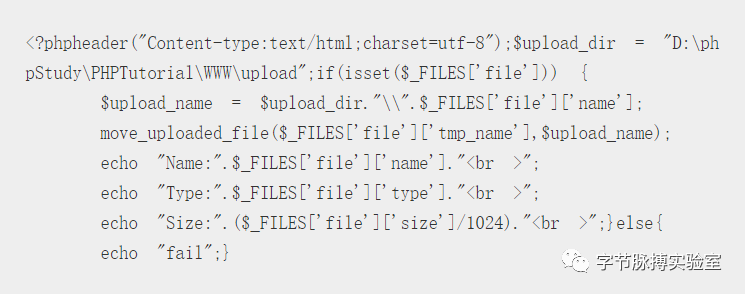 <?phpheader("Content-type:text/html;charset=utf-8");$upload_dir = "D:\ph
pStudy\PHPTutorial\WWW\upload";if(isset($_FILES['file'])) {
$upload_name = $upload_dir."\\".$_FILES['file']['name'];
move_uploaded_file($_FILES['file']['tmp_name'],$upload_name);
echo "Name:".$_FILES['file']['name']."<br >";
echo "Type:".$_FILES['file']['type']."<br >";
echo "Size:".($_FILES['file']['size']/1024)."<br >";}else{
echo "fail";}
字节脉搏实验室